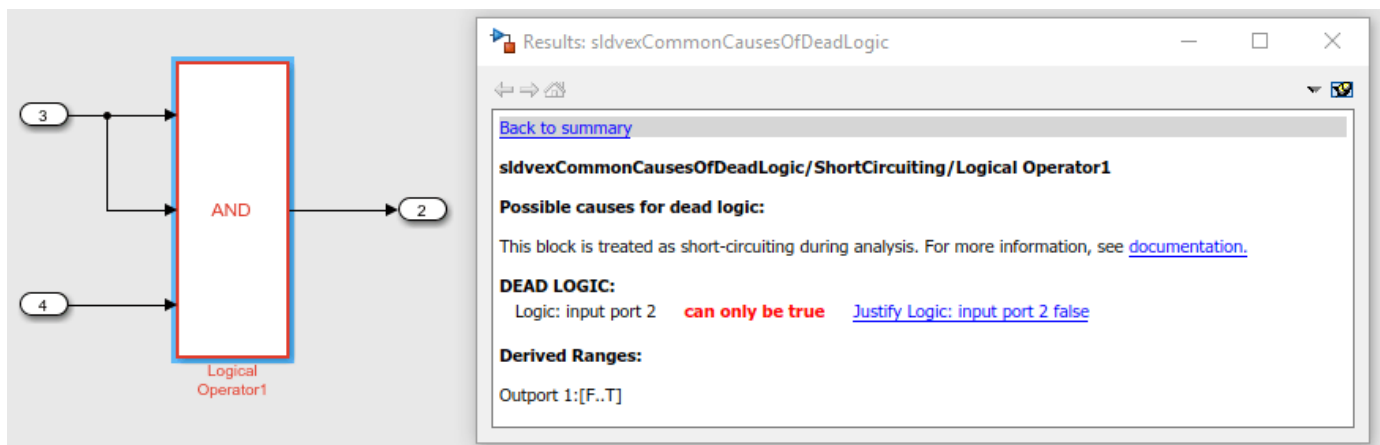 3
4
AND
2
Logical
Operator1
Results: sldvexCommonCausesOfDeadLogic
Back to summary
sldvexCommonCausesOfDeadLogic/ShortCircuiting/Logical Operator1
Possible causes for dead logic:
This block is treated as short-circuiting during analysis. For more information, see documentation.
DEAD LOGIC:
Logic: input port 2 can only be true Justify Logic: input port 2 false
Derived Ranges:
Outport 1:[F..T]